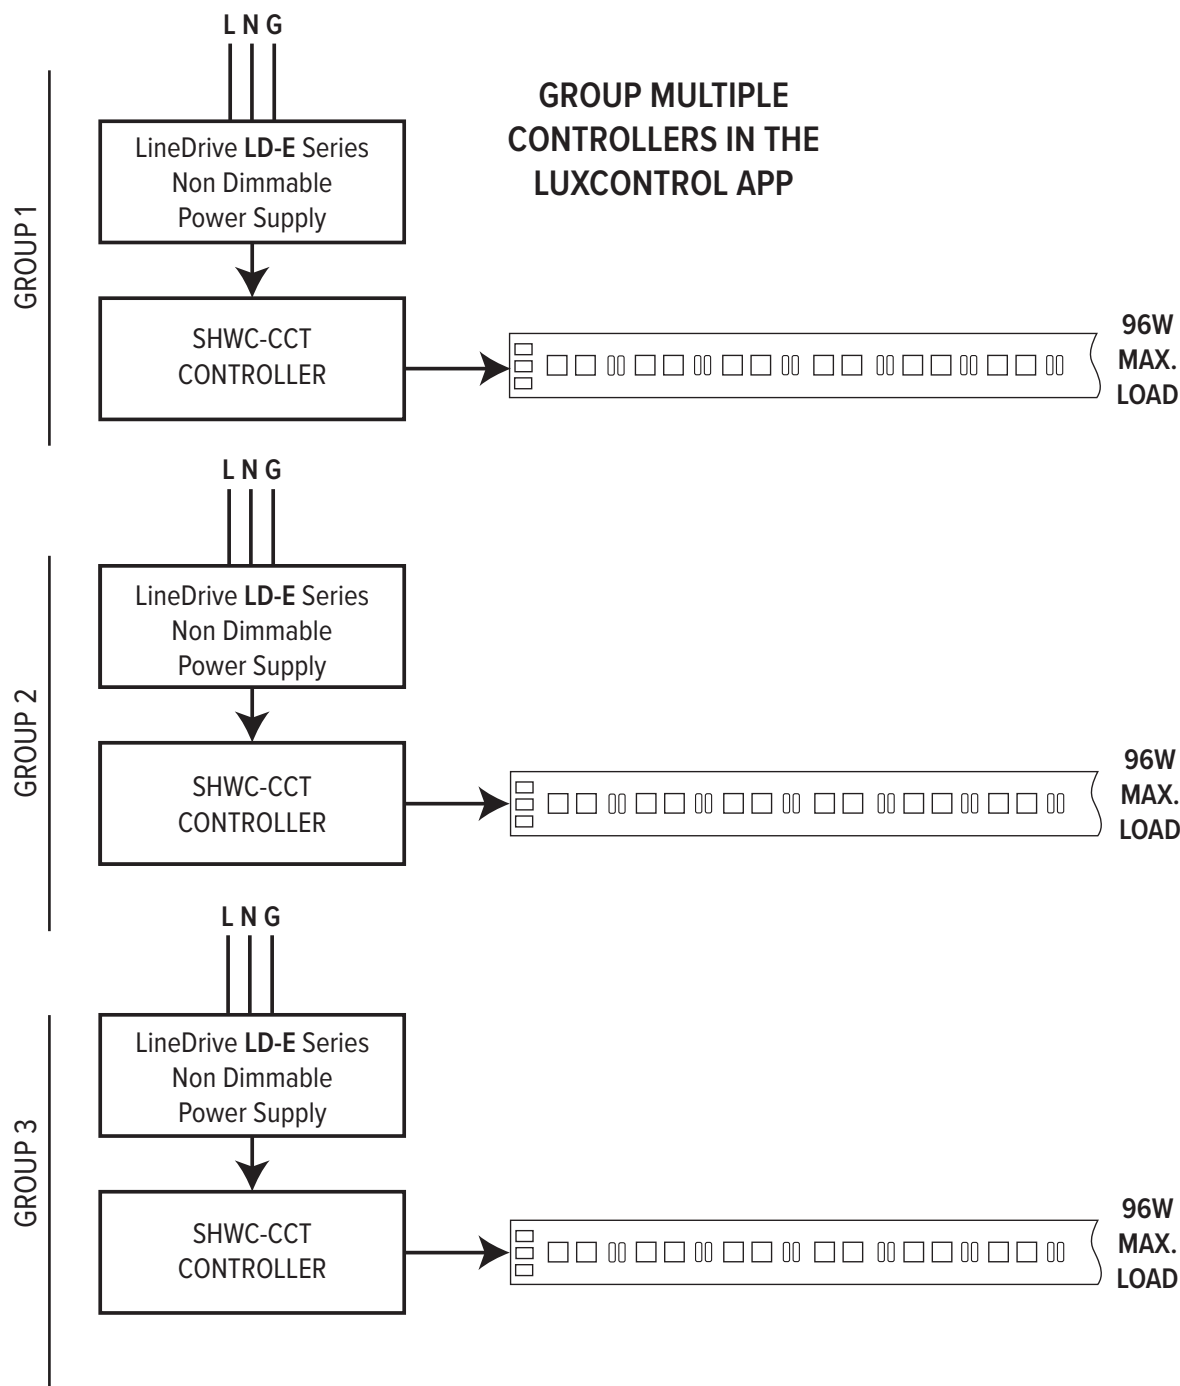 L N G
GROUP MULTIPLE
CONTROLLERS IN THE
LUXCONTROL APP
GROUP 1
LineDrive LD-E Series
Non Dimmable
Power Supply
SHWC-CCT
CONTROLLER
96W
MAX.
LOAD
L N G
GROUP 2
LineDrive LD-E Series
Non Dimmable
Power Supply
SHWC-CCT
CONTROLLER
96W
MAX.
LOAD
L N G
GROUP 3
LineDrive LD-E Series
Non Dimmable
Power Supply
SHWC-CCT
CONTROLLER
96W
MAX.
LOAD